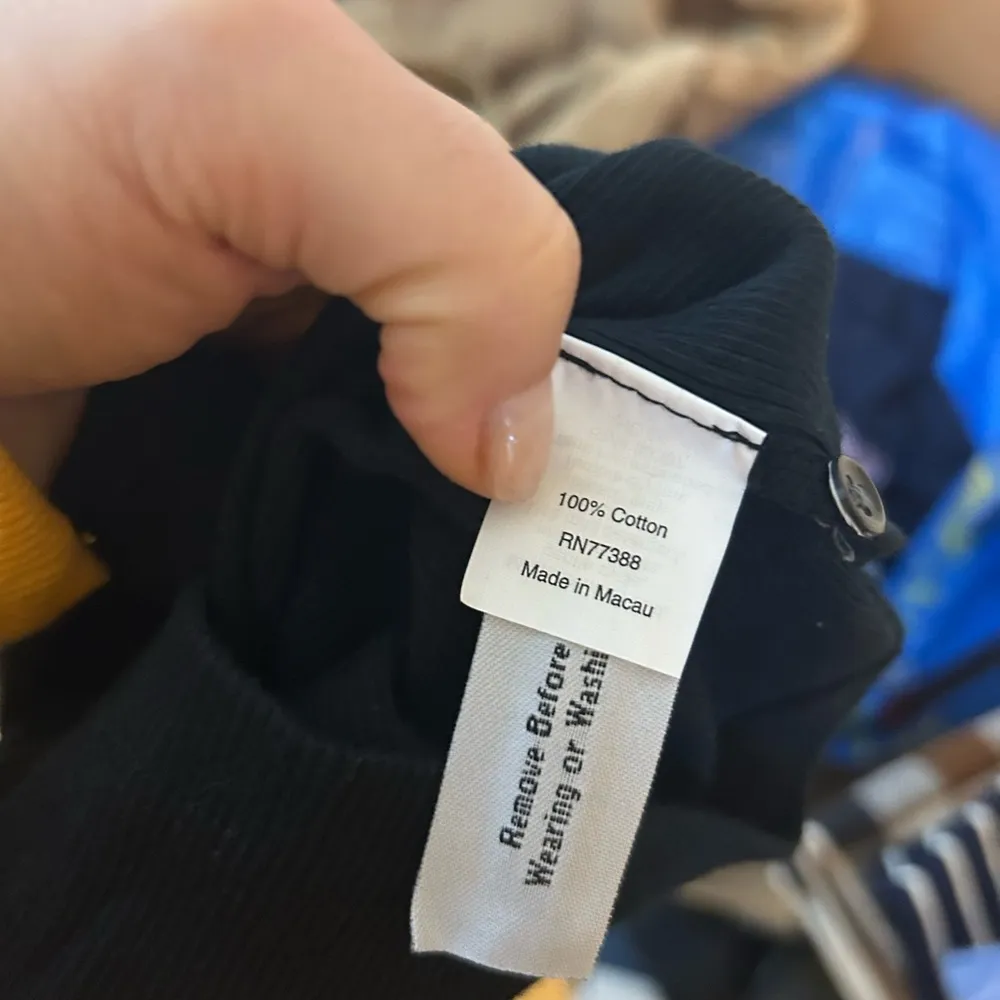 100% Cotton
RN77388
Made in Macau
Remove Before
Wearing or Washi